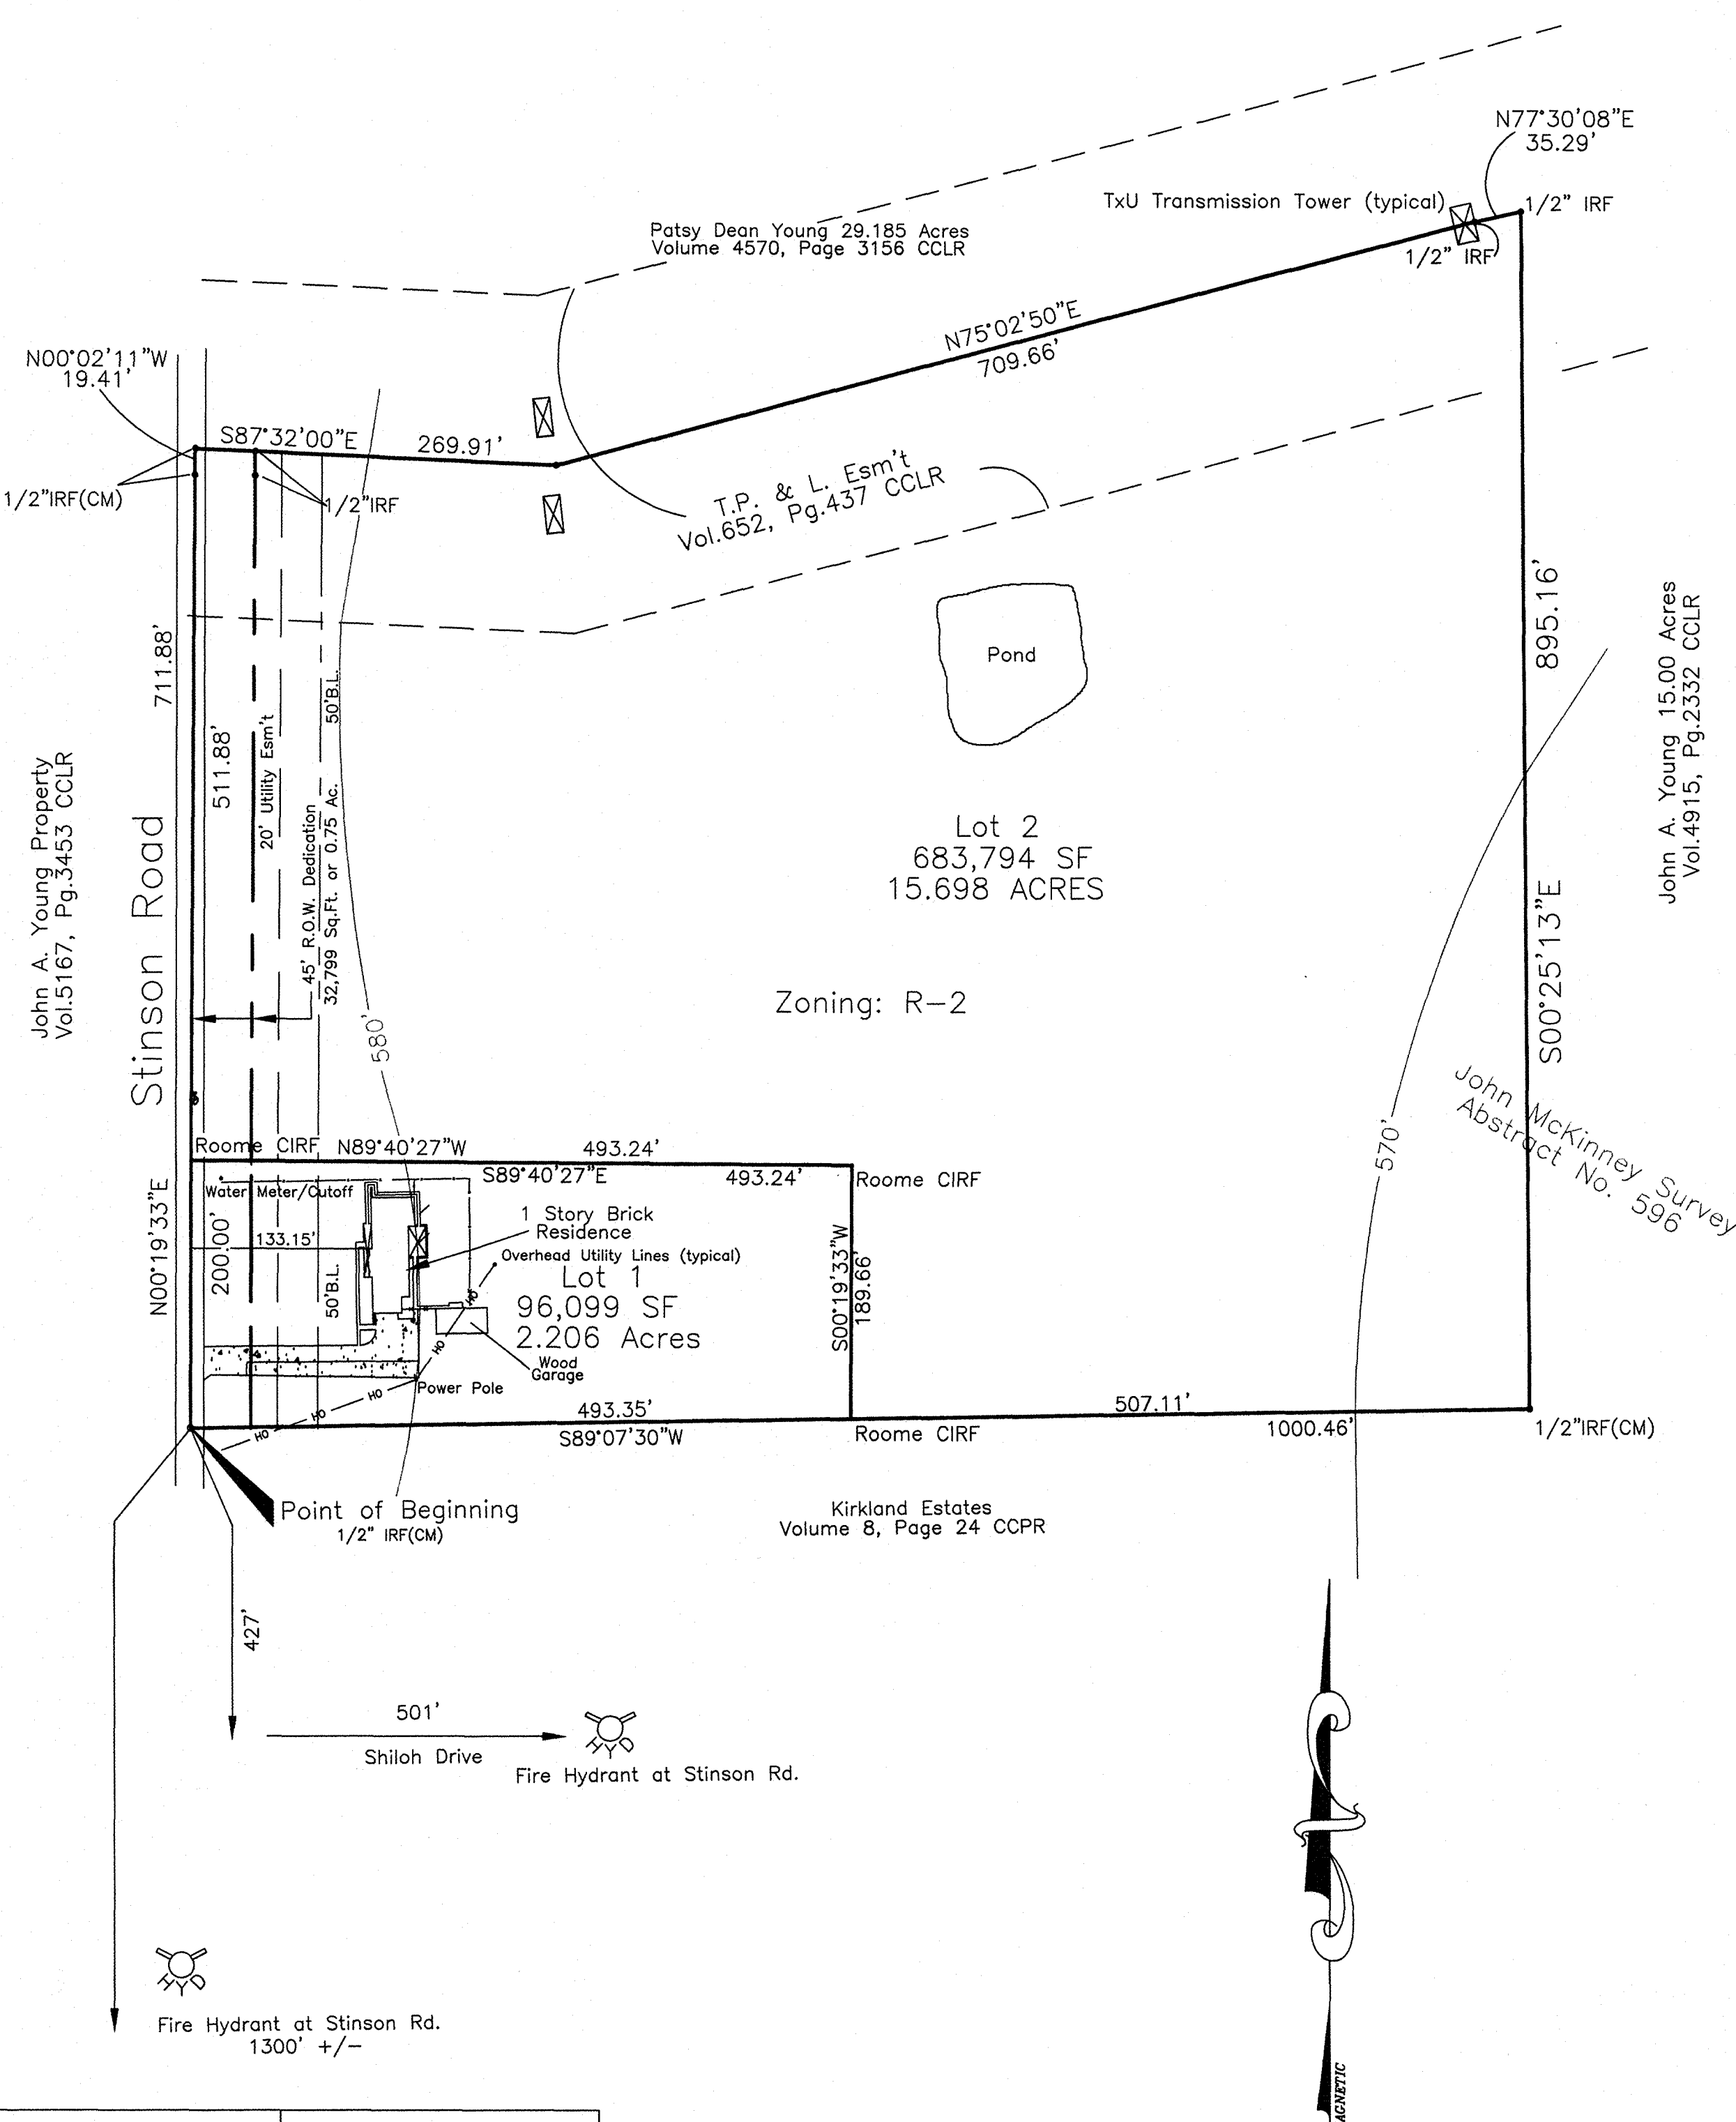 N77°30'08"E
35.29'
TxU Transmission Tower (typical)
1/2" IRF
1/2" IRF
Patsy Dean Young 29.185 Acres
Volume 4570, Page 3156 CCLR
N75°02'50"E
709.66'
N00°02'11"W
19.41'
S87°32'00"E
269.91'
1/2"IRF(CM)
1/2"IRF
T.P. & L. Esm't
Vol.652, Pg.437 CCLR
Pond
711.88'
511.88'
20' Utility Esm't
50'B.L.
45' R.O.W. Dedication
32,799 Sq.Ft. or 0.75 Ac.
John A. Young Property
Vol.5167, Pg.3453 CCLR
Stinson Road
895.16'
S00°25'13"E
John A. Young 15.00 Acres
Vol.4915, Pg.2332 CCLR
Lot 2
683,794 SF
15.698 ACRES
Zoning: R-2
580'
570'
John McKinney Survey
Abstract No. 596
Roome CIRF
N89°40'27"W
493.24'
S89°40'27"E
493.24'
Roome CIRF
Water Meter/Cutoff
133.15'
N00°19'33"E
200.00'
50'B.L.
1 Story Brick
Residence
Overhead Utility Lines (typical)
Lot 1
96,099 SF
2.206 Acres
Wood
Garage
Power Pole
HO
HO
HO
HO
HO
S00°19'33"W
189.66'
493.35'
S89°07'30"W
Roome CIRF
507.11'
1000.46'
1/2"IRF(CM)
Point of Beginning
1/2" IRF(CM)
Kirkland Estates
Volume 8, Page 24 CCPR
427'
501'
Shiloh Drive
HYD
Fire Hydrant at Stinson Rd.
HYD
Fire Hydrant at Stinson Rd.
1300' +/-
AGNETIC